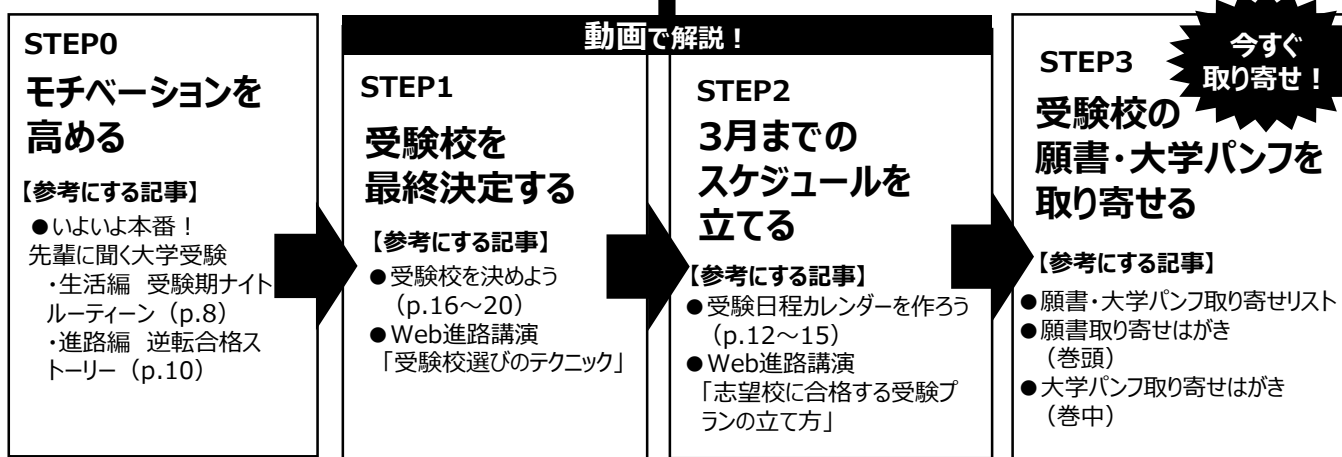 STEP0
モチベーションを
高める
【参考にする記事】
●いよいよ本番！
先輩に聞く大学受験
・生活編　受験期ナイト
ルーティーン（p.8）
・進路編　逆転合格ス
トーリー（p.10）
動画で解説！
STEP1
受験校を
最終決定する
【参考にする記事】
●受験校を決めよう
（p.16～20）
●Web進路講演
「受験校選びのテクニック」
STEP2
3月までの
スケジュールを
立てる
【参考にする記事】
●受験日程カレンダーを作ろう
（p.12～15）
●Web進路講演
「志望校に合格する受験プ
ランの立て方」
今すぐ
取り寄せ！
STEP3
受験校の
願書・大学パンフを
取り寄せる
【参考にする記事】
●願書・大学パンフ取り寄せリスト
●願書取り寄せはがき
（巻頭）
●大学パンフ取り寄せはがき
（巻中）